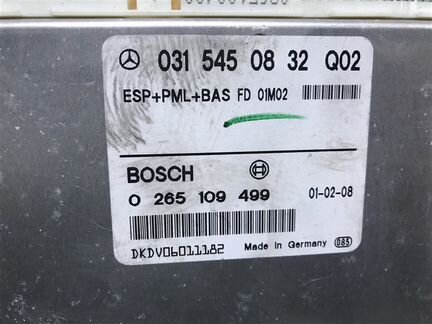 031 545 08 32 Q02
ESP+PML+BAS FD 01M02
BOSCH
0 265 109 499 01-02-08
DKDV06011182 Made in Germany 085